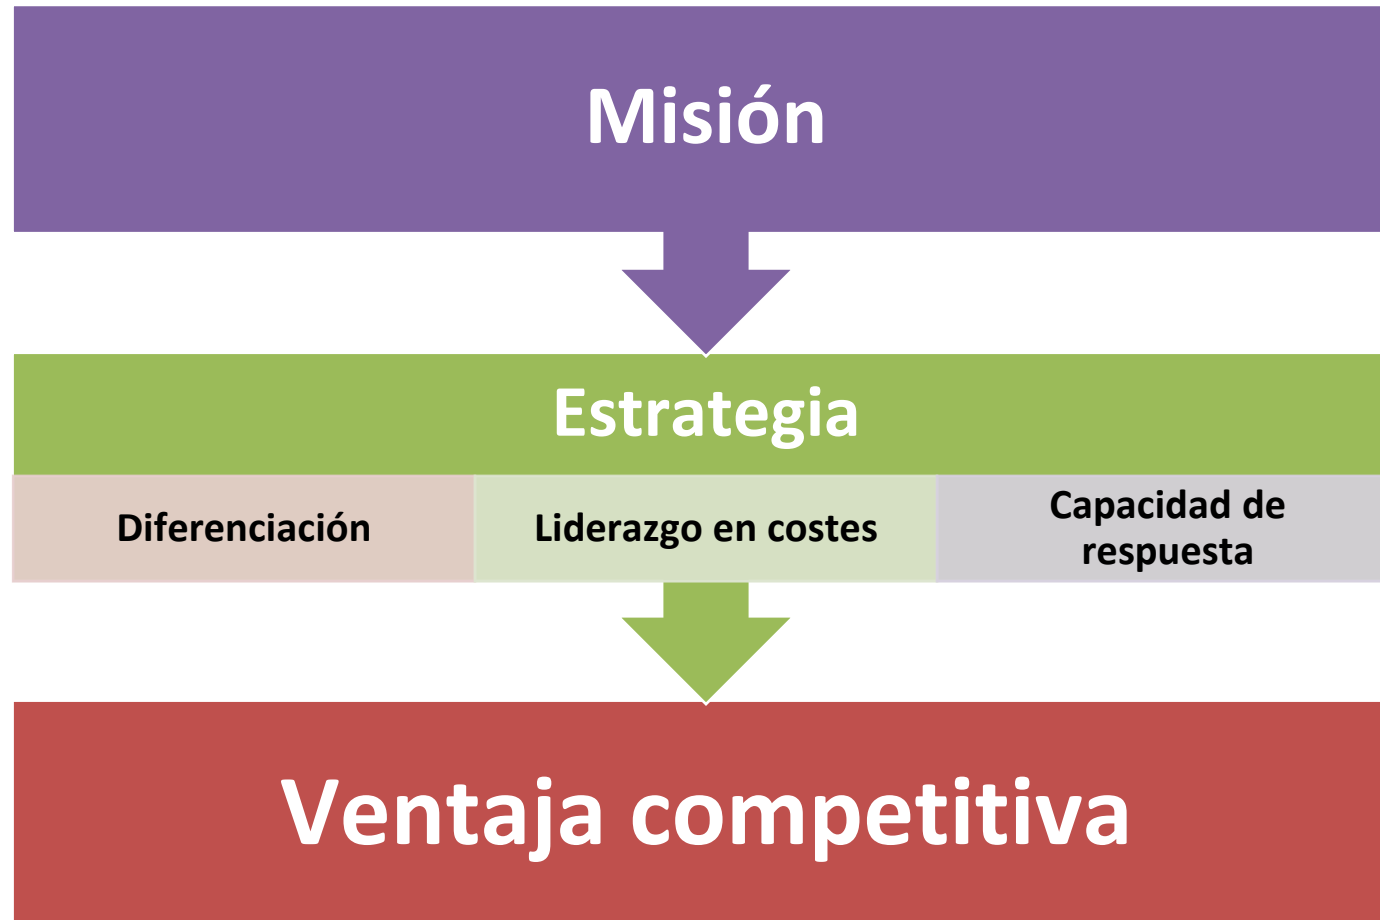 Misión
Estrategia
Diferenciación
Liderazgo en costes
Capacidad de
respuesta
Ventaja competitiva